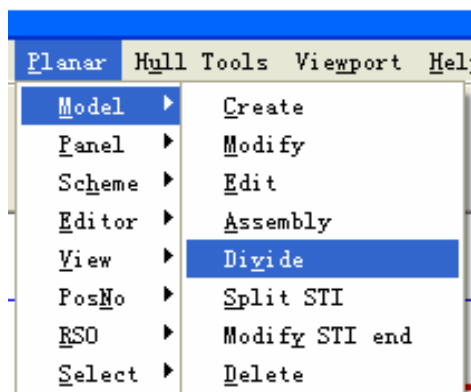 Planar Hull Tools Viewport Hel
Model Create
Panel Modify
Scheme Edit
Editor Assembly
View Divide
PosNo Split STI
RSO Modify STI end
Select Delete